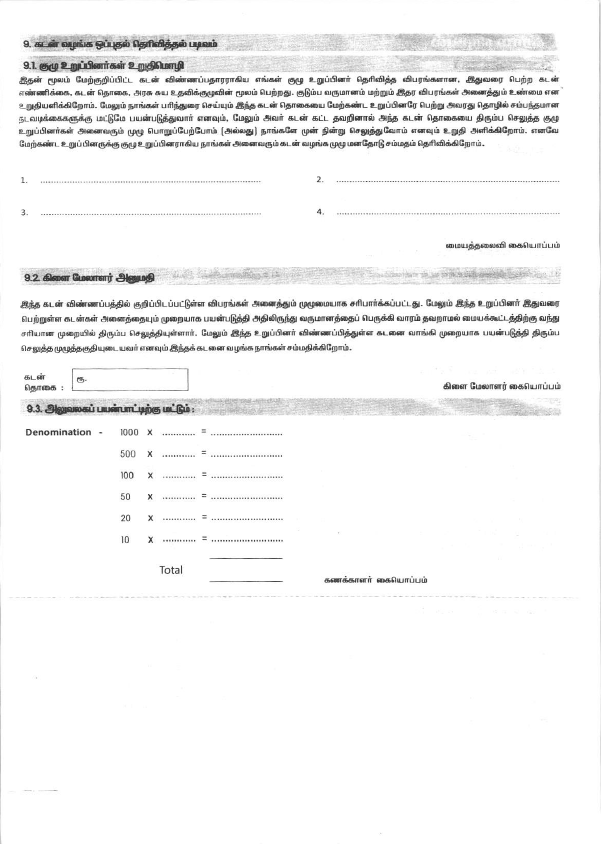 9. கடன் வழங்க ஒப்புதல் தெரிவித்தல் படிவம்
9.1. குழு உறுப்பினர்கள் உறுதிமொழி
இதன் மூலம் மேற்குறிப்பிட்ட கடன் விண்ணப்பதாரராகிய எங்கள் குழு உறுப்பினர் தெரிவித்த விபரங்களான, இதுவரை பெற்ற கடன்
எண்ணிக்கை, கடன் தொகை, அரசு சுய உதவிக்குழுவின் மூலம் பெற்றது. குடும்ப வருமானம் மற்றும் இதர விபரங்கள் அனைத்தும் உண்மை என
உறுதியளிக்கிறோம். மேலும் நாங்கள் பரிந்துரை செய்யும் இந்த கடன் தொகையை மேற்கண்ட உறுப்பினரே பெற்று அவரது தொழில் சம்பந்தமான
நடவடிக்கைகளுக்கு மட்டுமே பயன்படுத்துவார் எனவும், மேலும் அவர் கடன் கட்ட தவறினால் அந்த கடன் தொகையை திரும்ப செலுத்த குழு
உறுப்பினர்கள் அனைவரும் முழு பொறுப்பேற்போம் (அல்லது) நாங்களே முன் நின்று செலுத்துவோம் எனவும் உறுதி அளிக்கிறோம். எனவே
மேற்கண்ட உறுப்பினருக்கு குழு உறுப்பினராகிய நாங்கள் அனைவரும் கடன் வழங்க முழு மனதோடு சம்மதம் தெரிவிக்கிறோம்.
1. ................................................ 2. ................................................
3. ................................................ 4. ................................................
மையத்தலைவி கையொப்பம்
9.2. கிளை மேலாளர் அனுமதி
இந்த கடன் விண்ணப்பத்தில் குறிப்பிடப்பட்டுள்ள விபரங்கள் அனைத்தும் முழுமையாக சரிபார்க்கப்பட்டது. மேலும் இந்த உறுப்பினர் இதுவரை
பெற்றுள்ள கடன்கள் அனைத்தையும் முறையாக பயன்படுத்தி அதிலிருந்து வருமானத்தைப் பெருக்கி வாரம் தவறாமல் மையக்கூட்டத்திற்கு வந்து
சரியான முறையில் திரும்ப செலுத்தியுள்ளார். மேலும் இந்த உறுப்பினர் விண்ணப்பித்துள்ள கடனை வாங்கி முறையாக பயன்படுத்தி திரும்ப
செலுத்த முழுத்தகுதியுடையவர் எனவும் இந்தக் கடனை வழங்க நாங்கள் சம்மதிக்கிறோம்.
கடன்
தொகை : ரூ.
கிளை மேலாளர் கையொப்பம்
9.3. அலுவலகப் பயன்பாட்டிற்கு மட்டும் :
Denomination - 1000 x ............ = ..........................
500 x ............ = ..........................
100 x ............ = ..........................
50 x ............ = ..........................
20 x ............ = ..........................
10 x ............ = ..........................
Total
கணக்காளர் கையொப்பம்